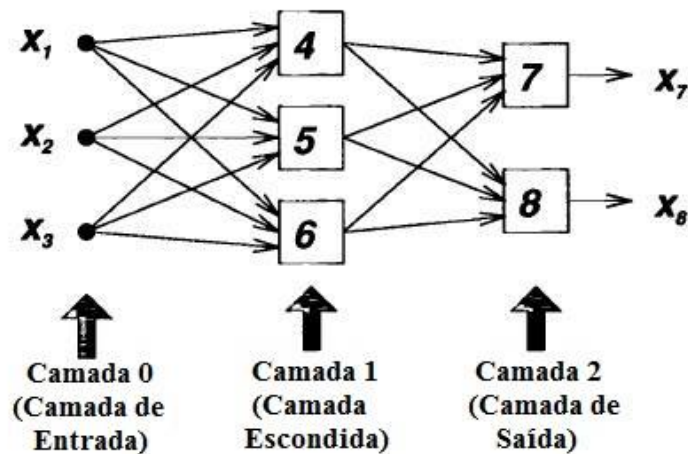 X1
X2
X3
4
5
6
7
8
X7
X8
Camada 0
(Camada de
Entrada)
Camada 1
(Camada
Escondida)
Camada 2
(Camada de
Saída)